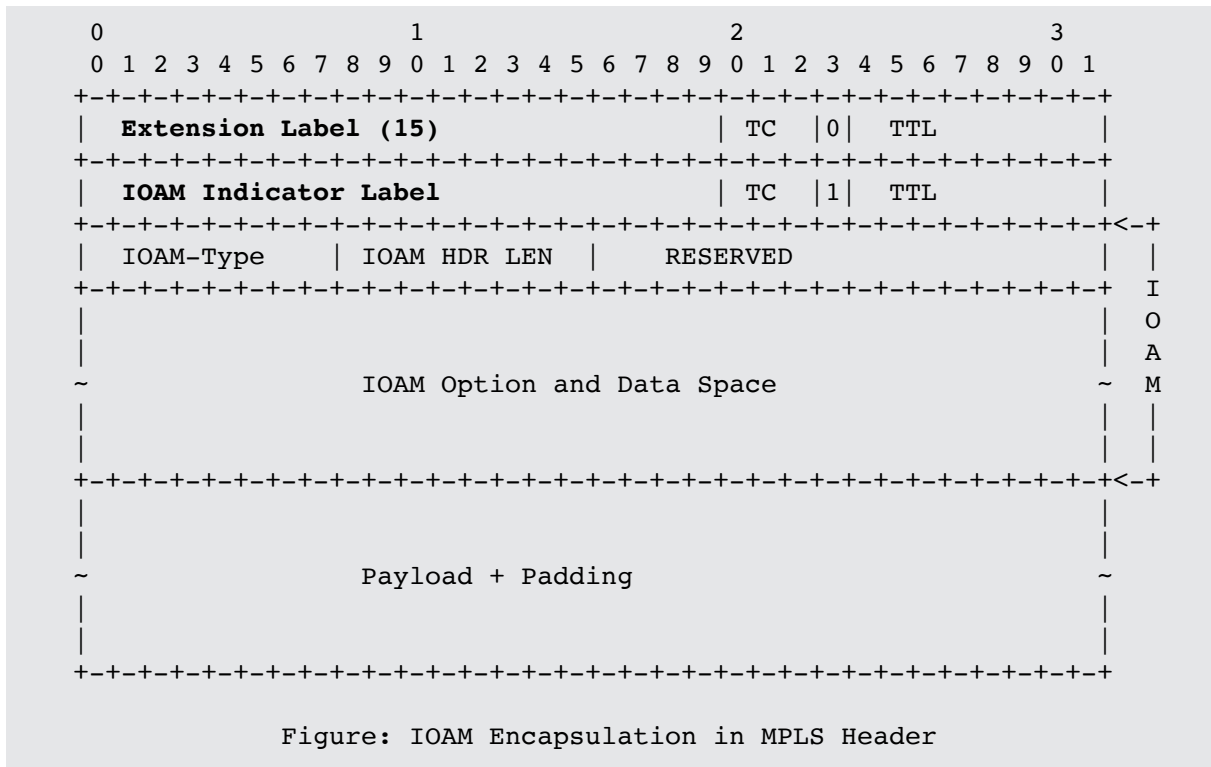 0                   1                   2                   3
0 1 2 3 4 5 6 7 8 9 0 1 2 3 4 5 6 7 8 9 0 1 2 3 4 5 6 7 8 9 0 1
+-+-+-+-+-+-+-+-+-+-+-+-+-+-+-+-+-+-+-+-+-+-+-+-+-+-+-+-+-+-+-+-+
|  Extension Label (15)                 | TC  |0|  TTL          |
+-+-+-+-+-+-+-+-+-+-+-+-+-+-+-+-+-+-+-+-+-+-+-+-+-+-+-+-+-+-+-+-+
|  IOAM Indicator Label                 | TC  |1|  TTL          |
+-+-+-+-+-+-+-+-+-+-+-+-+-+-+-+-+-+-+-+-+-+-+-+-+-+-+-+-+-+-+-+-+<-+
|  IOAM-Type    | IOAM HDR LEN  |    RESERVED                   |  |
+-+-+-+-+-+-+-+-+-+-+-+-+-+-+-+-+-+-+-+-+-+-+-+-+-+-+-+-+-+-+-+-+  I
|                                                               |  O
|                                                               |  A
~                 IOAM Option and Data Space                    ~  M
|                                                               |  |
|                                                               |  |
+-+-+-+-+-+-+-+-+-+-+-+-+-+-+-+-+-+-+-+-+-+-+-+-+-+-+-+-+-+-+-+-+<-+
|                                                               |
|                                                               |
~                 Payload + Padding                             ~
|                                                               |
|                                                               |
+-+-+-+-+-+-+-+-+-+-+-+-+-+-+-+-+-+-+-+-+-+-+-+-+-+-+-+-+-+-+-+-+
Figure: IOAM Encapsulation in MPLS Header